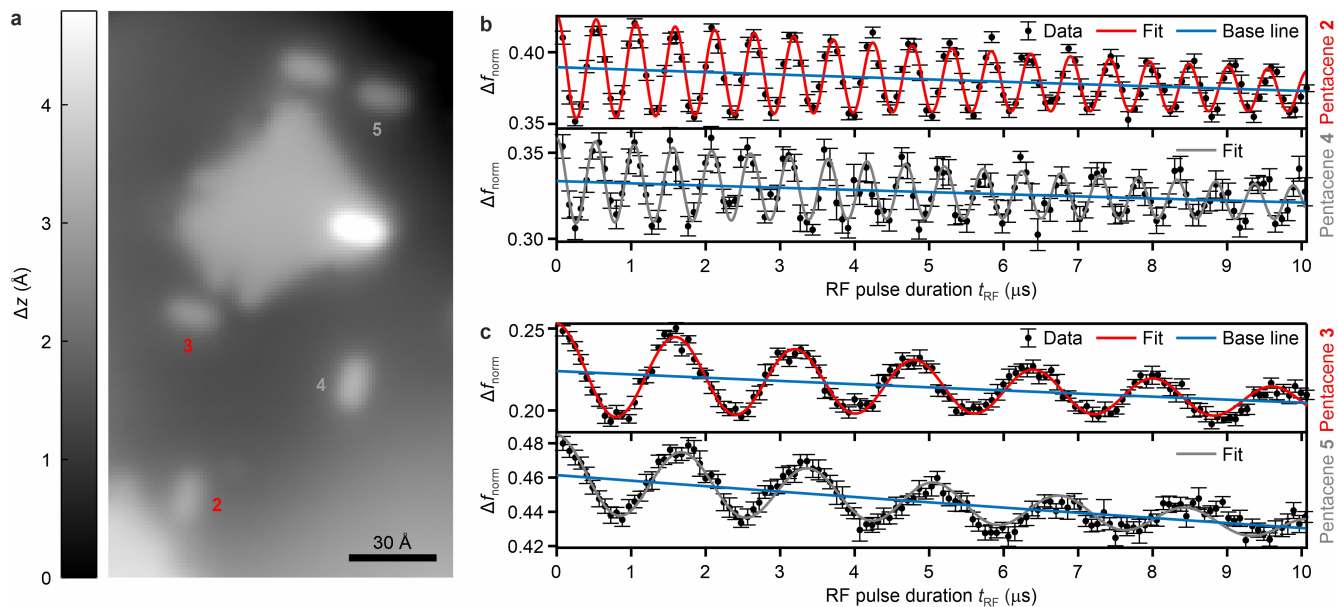 a
Δz (Å)
4
3
2
1
0
5
3
4
2
30 Å
b
Data
Fit
Base line
Δf_norm
0.40
0.35
Pentacene 2
Fit
Δf_norm
0.35
0.30
Pentacene 4
0 1 2 3 4 5 6 7 8 9 10
RF pulse duration t_RF (μs)
c
Data
Fit
Base line
Δf_norm
0.25
0.20
Pentacene 3
Fit
Δf_norm
0.48
0.46
0.44
0.42
Pentacene 5
0 1 2 3 4 5 6 7 8 9 10
RF pulse duration t_RF (μs)